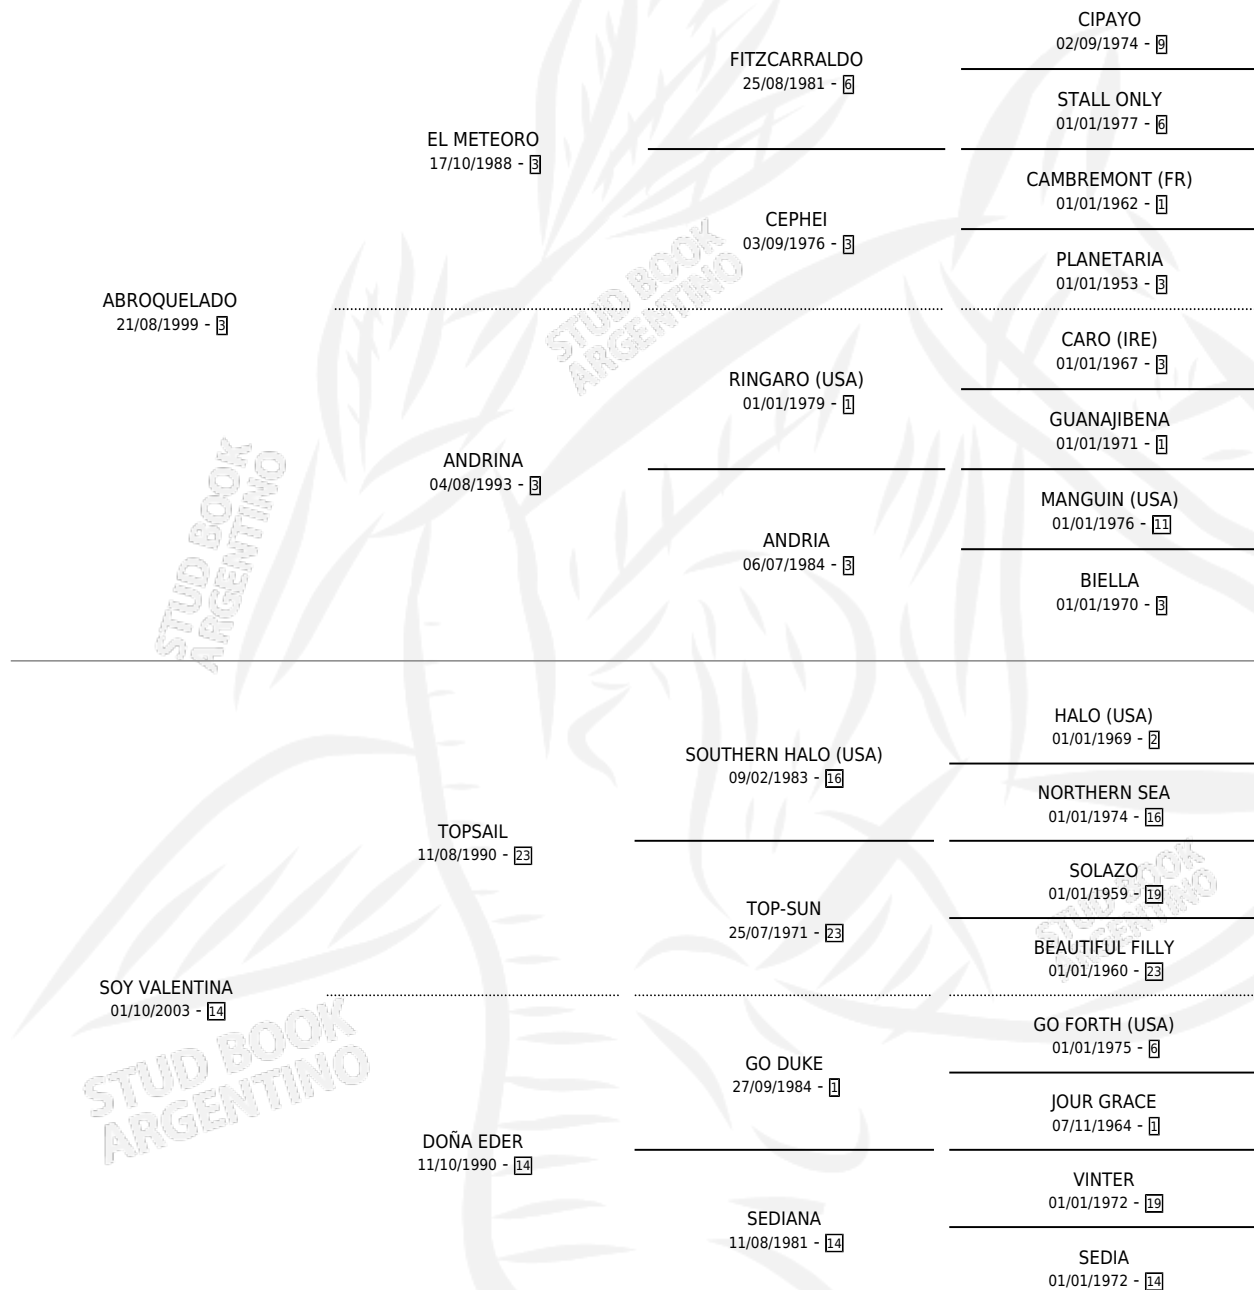 CIPAYO
02/09/1974 - 9
FITZCARRALDO
25/08/1981 - 6
STALL ONLY
01/01/1977 - 6
EL METEORO
17/10/1988 - 3
CAMBREMONT (FR)
01/01/1962 - 1
CEPHEI
03/09/1976 - 3
PLANETARIA
01/01/1953 - 3
ABROQUELADO
21/08/1999 - 3
STUD BOOK
ARGENTINO
CARO (IRE)
01/01/1967 - 3
RINGARO (USA)
01/01/1979 - 1
GUANAJIBENA
01/01/1971 - 1
ANDRINA
04/08/1993 - 3
MANGUIN (USA)
01/01/1976 - 11
ANDRIA
06/07/1984 - 3
BIELLA
01/01/1970 - 3
STUD BOOK
ARGENTINO
HALO (USA)
01/01/1969 - 2
SOUTHERN HALO (USA)
09/02/1983 - 16
NORTHERN SEA
01/01/1974 - 16
TOPSAIL
11/08/1990 - 23
SOLAZO
01/01/1959 - 19
TOP-SUN
25/07/1971 - 23
BEAUTIFUL FILLY
01/01/1960 - 23
STUD BOOK
ARGENTINO
SOY VALENTINA
01/10/2003 - 14
STUD BOOK
ARGENTINO
GO FORTH (USA)
01/01/1975 - 6
GO DUKE
27/09/1984 - 1
JOUR GRACE
07/11/1964 - 1
DOÑA EDER
11/10/1990 - 14
VINTER
01/01/1972 - 19
SEDIANA
11/08/1981 - 14
SEDIA
01/01/1972 - 14